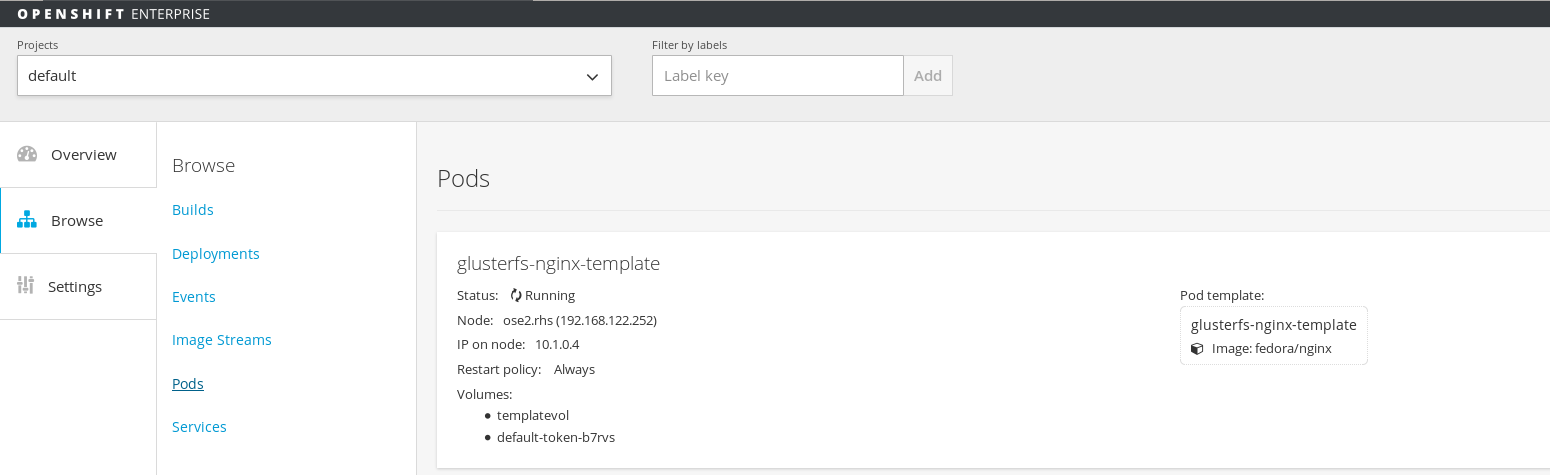 OPENSHIFT ENTERPRISE
Projects
Filter by labels
default
Label key
Add
Overview
Browse
Settings
Browse
Builds
Deployments
Events
Image Streams
Pods
Services
Pods
glusterfs-nginx-template
Status: Running
Node: ose2.rhs (192.168.122.252)
IP on node: 10.1.0.4
Restart policy: Always
Volumes:
• templatevol
• default-token-b7rvs
Pod template:
glusterfs-nginx-template
Image: fedora/nginx